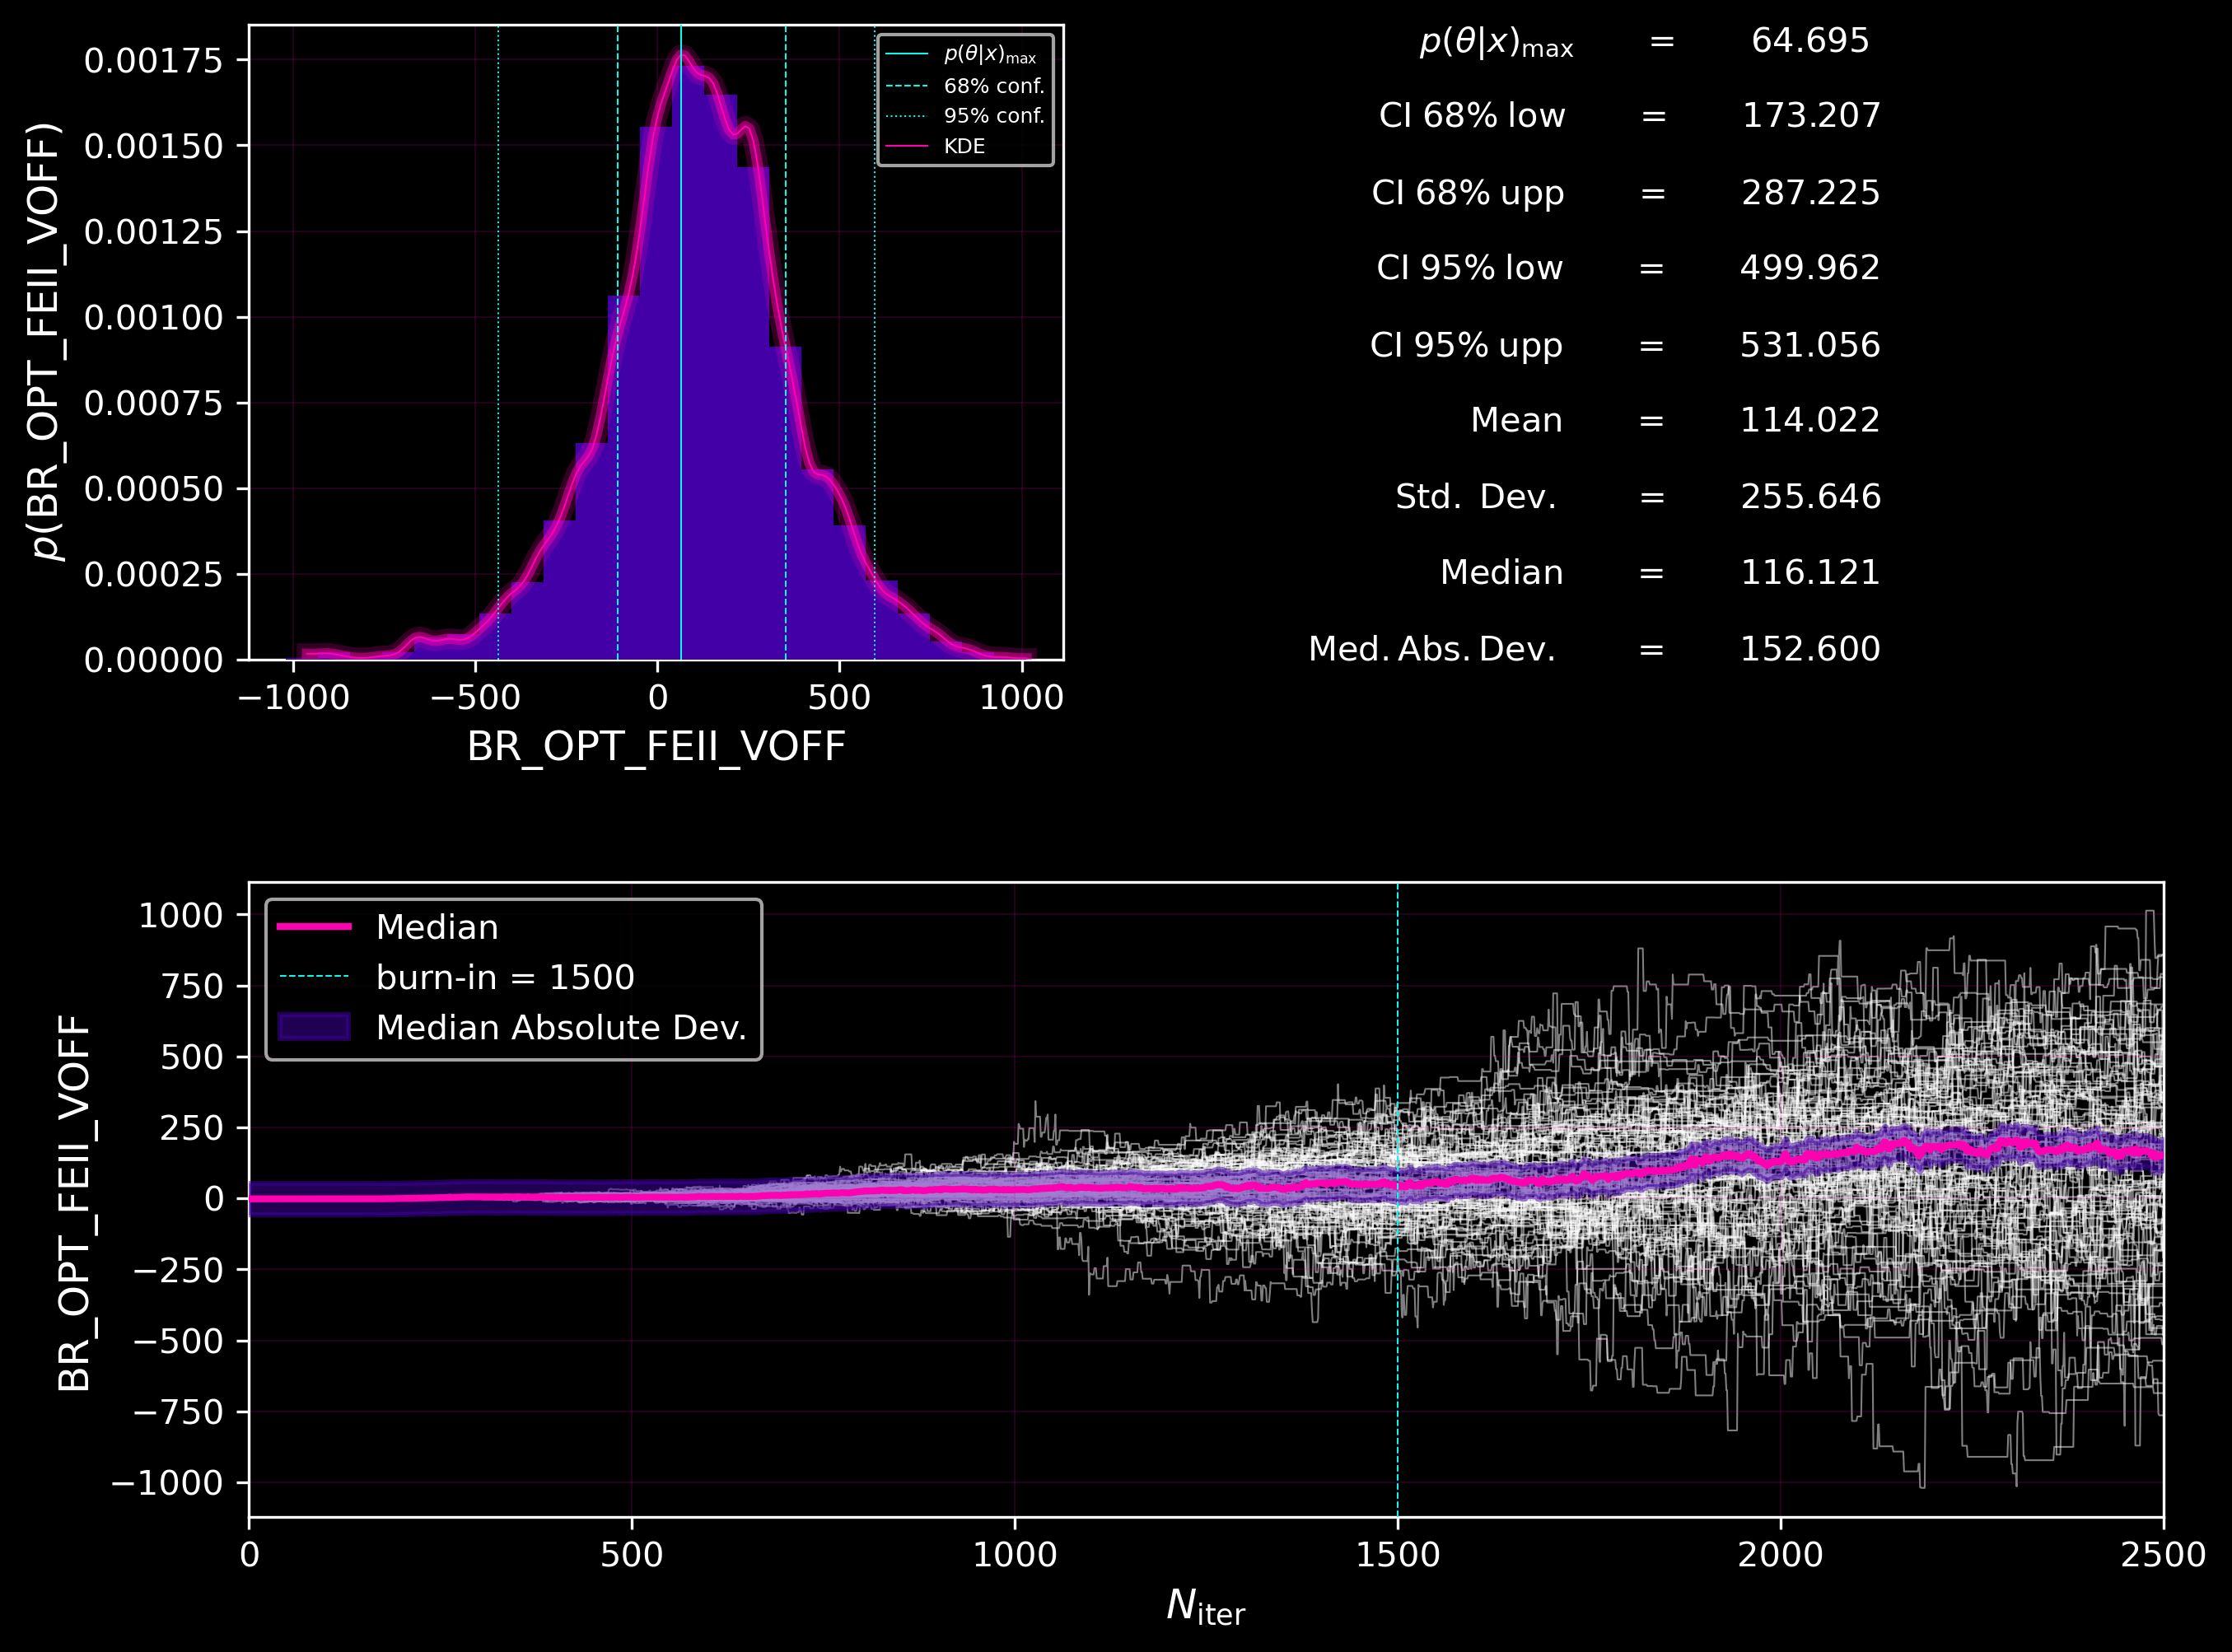 0.00175
0.00150
0.00125
0.00100
0.00075
0.00050
0.00025
0.00000
p(BR_OPT_FEII_VOFF)
−1000 −500 0 500 1000
BR_OPT_FEII_VOFF
p(θ|x)max
68% conf.
95% conf.
KDE
p(θ|x)max = 64.695
CI 68% low = 173.207
CI 68% upp = 287.225
CI 95% low = 499.962
CI 95% upp = 531.056
Mean = 114.022
Std. Dev. = 255.646
Median = 116.121
Med. Abs. Dev. = 152.600
1000
750
500
250
0
−250
−500
−750
−1000
BR_OPT_FEII_VOFF
Median
burn-in = 1500
Median Absolute Dev.
0 500 1000 1500 2000 2500
Niter